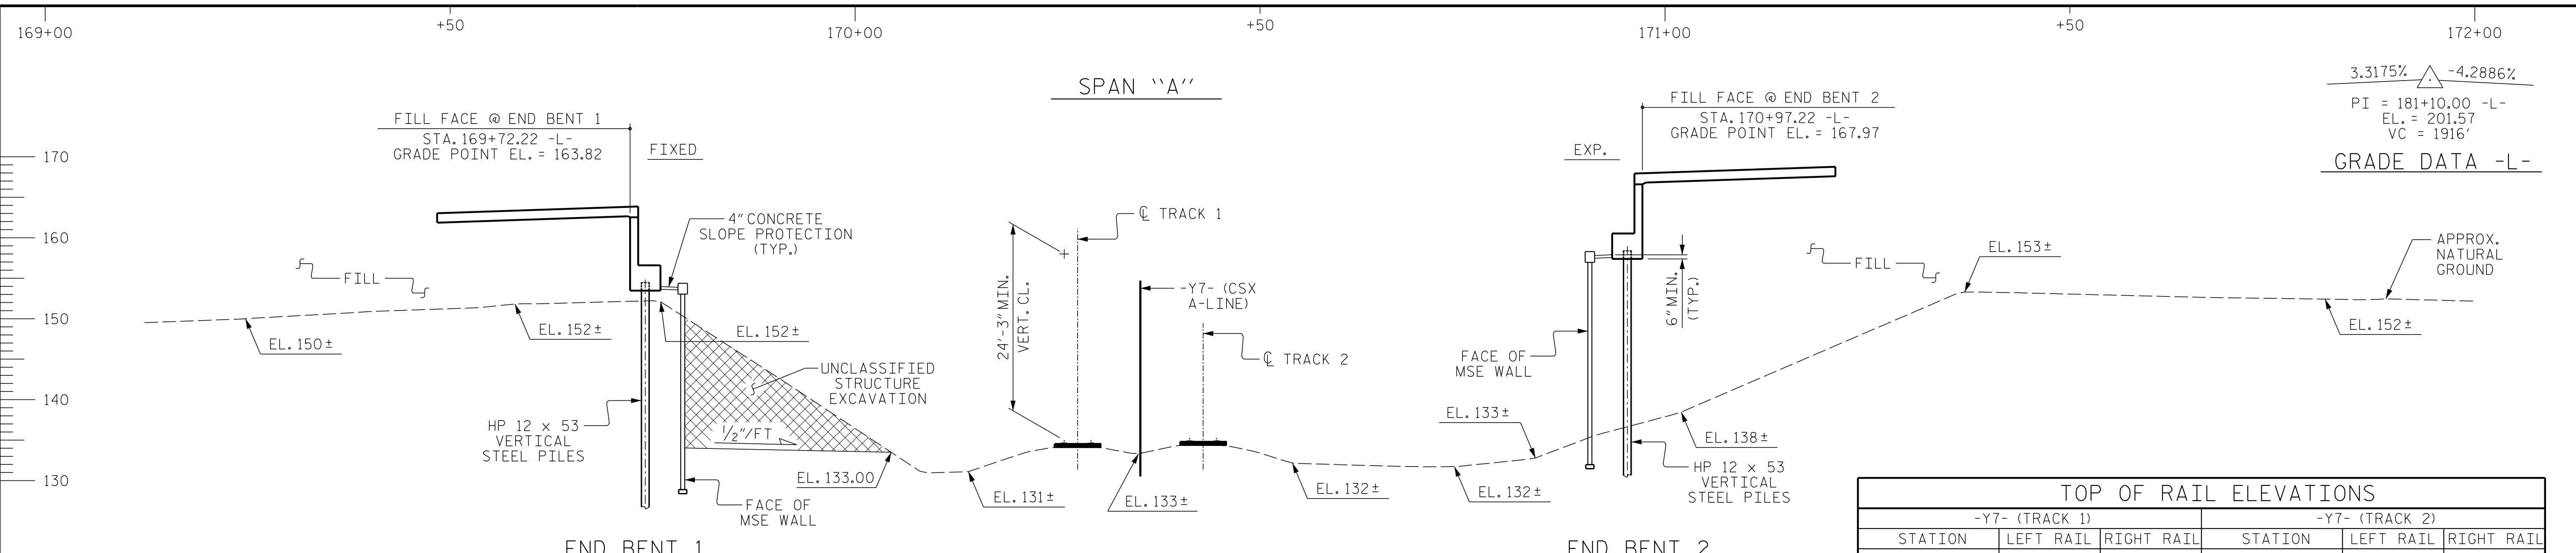 169+00
+50
170+00
+50
171+00
+50
172+00
SPAN "A"
3.3175% -4.2886%
PI = 181+10.00 -L-
EL. = 201.57
VC = 1916'
GRADE DATA -L-
FILL FACE @ END BENT 1
STA. 169+72.22 -L-
GRADE POINT EL. = 163.82
FIXED
FILL FACE @ END BENT 2
STA. 170+97.22 -L-
GRADE POINT EL. = 167.97
EXP.
170
160
150
140
130
4" CONCRETE
SLOPE PROTECTION
(TYP.)
℄ TRACK 1
24'-3" MIN.
VERT. CL.
-Y7- (CSX
A-LINE)
℄ TRACK 2
FILL
EL. 150±
EL. 152±
EL. 152±
UNCLASSIFIED
STRUCTURE
EXCAVATION
1/2"/FT
HP 12 x 53
VERTICAL
STEEL PILES
EL. 133.00
FACE OF
MSE WALL
EL. 131±
EL. 133±
EL. 132±
EL. 132±
EL. 133±
FACE OF
MSE WALL
6" MIN.
(TYP.)
FILL
EL. 153±
APPROX.
NATURAL
GROUND
EL. 152±
EL. 138±
HP 12 x 53
VERTICAL
STEEL PILES
END BENT 1
END BENT 2
TOP OF RAIL ELEVATIONS
-Y7- (TRACK 1) -Y7- (TRACK 2)
STATION LEFT RAIL RIGHT RAIL STATION LEFT RAIL RIGHT RAIL